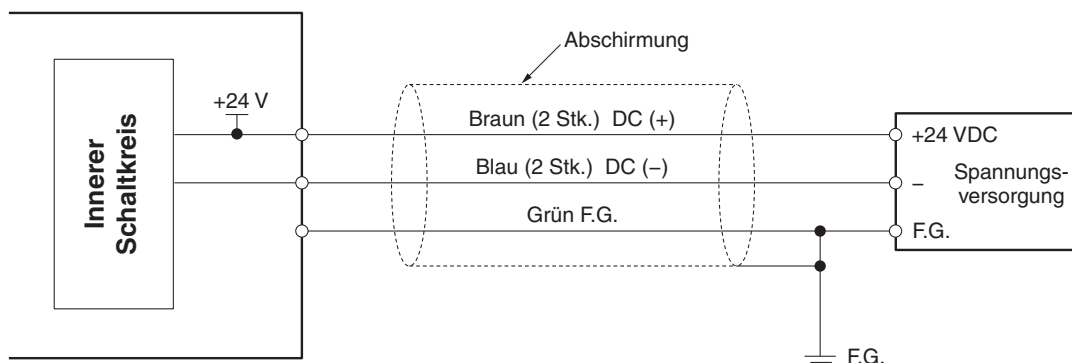 Abschirmung
+24 V
Braun (2 Stk.) DC (+)
+24 VDC
Innerer
Schaltkreis
Blau (2 Stk.) DC (–)
–
Spannungs-
versorgung
Grün F.G.
F.G.
F.G.